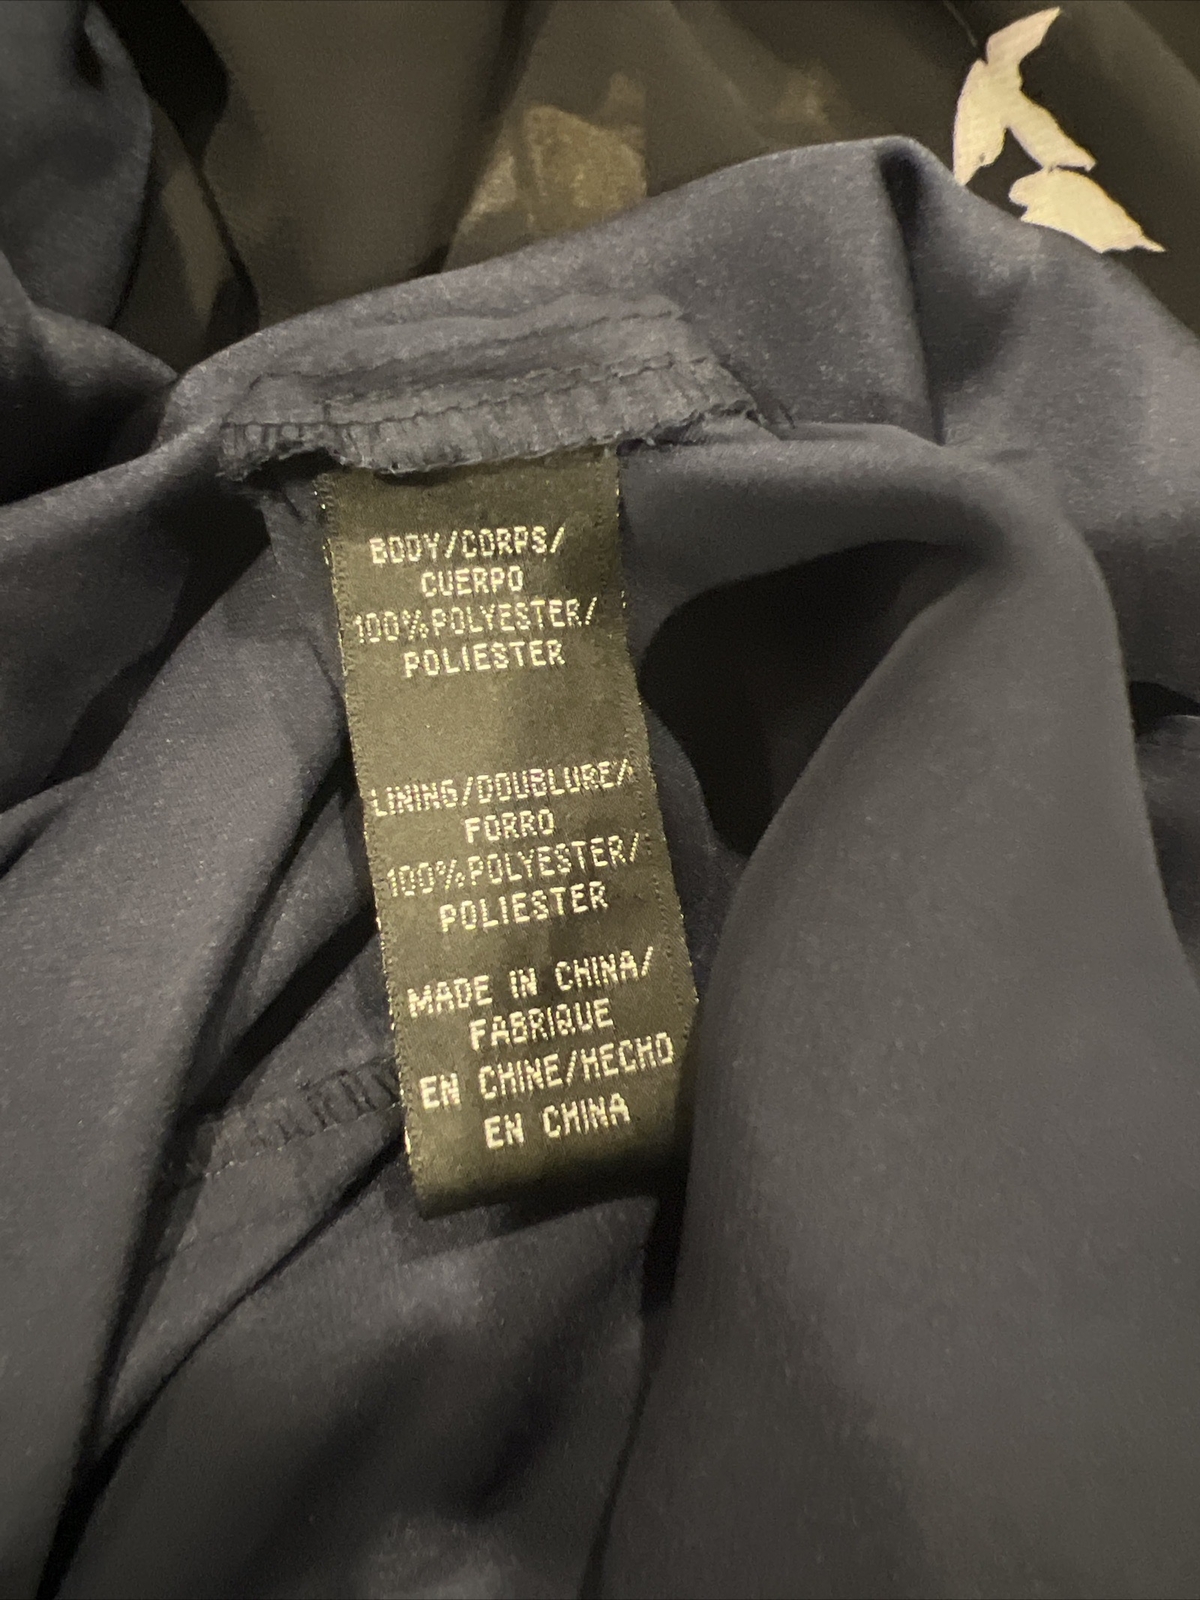 BODY/CORPS/
CUERPO
100%POLYESTER/
POLIESTER
LINING/DOUBLURE/
FORRO
100%POLYESTER/
POLIESTER
MADE IN CHINA/
FABRIQUE
EN CHINE/HECHO
EN CHINA